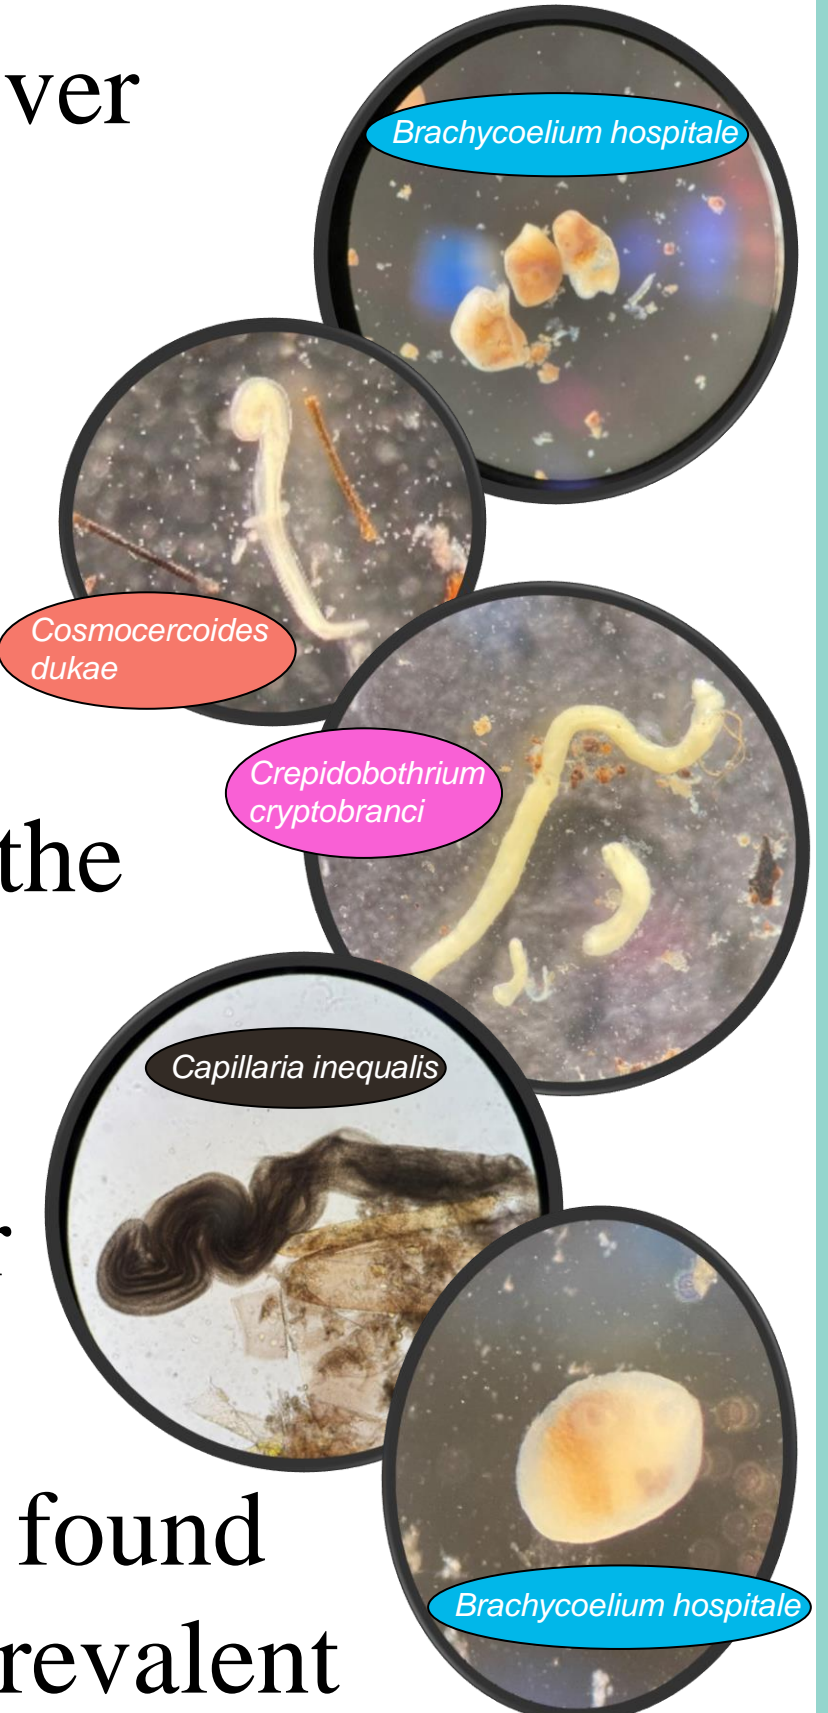 ver
Brachycoelium hospitale
Cosmocercoides
dukae
Crepidobothrium
cryptobranci
the
Capillaria inequalis
r
found
Brachycoelium hospitale
revalent